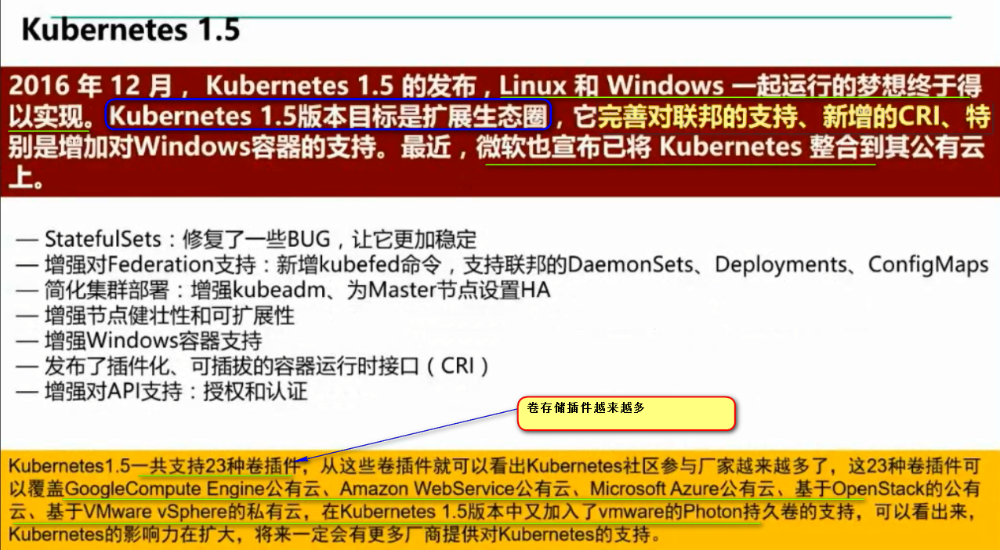 Kubernetes 1.5
2016 年 12 月， Kubernetes 1.5 的发布，Linux 和 Windows 一起运行的梦想终于得
以实现。Kubernetes 1.5版本目标是扩展生态圈，它完善对联邦的支持、新增的CRI、特
别是增加对Windows容器的支持。最近，微软也宣布已将 Kubernetes 整合到其公有云
上。
— StatefulSets：修复了一些BUG，让它更加稳定
— 增强对Federation支持：新增kubefed命令，支持联邦的DaemonSets、Deployments、ConfigMaps
— 简化集群部署：增强kubeadm、为Master节点设置HA
— 增强节点健壮性和可扩展性
— 增强Windows容器支持
— 发布了插件化、可插拔的容器运行时接口（CRI）
— 增强对API支持：授权和认证
卷存储插件越来越多
Kubernetes1.5一共支持23种卷插件，从这些卷插件就可以看出Kubernetes社区参与厂家越来越多了，这23种卷插件可
以覆盖GoogleCompute Engine公有云、Amazon WebService公有云、Microsoft Azure公有云、基于OpenStack的公有
云、基于VMware vSphere的私有云，在Kubernetes 1.5版本中又加入了vmware的Photon持久卷的支持，可以看出来，
Kubernetes的影响力在扩大，将来一定会有更多厂商提供对Kubernetes的支持。